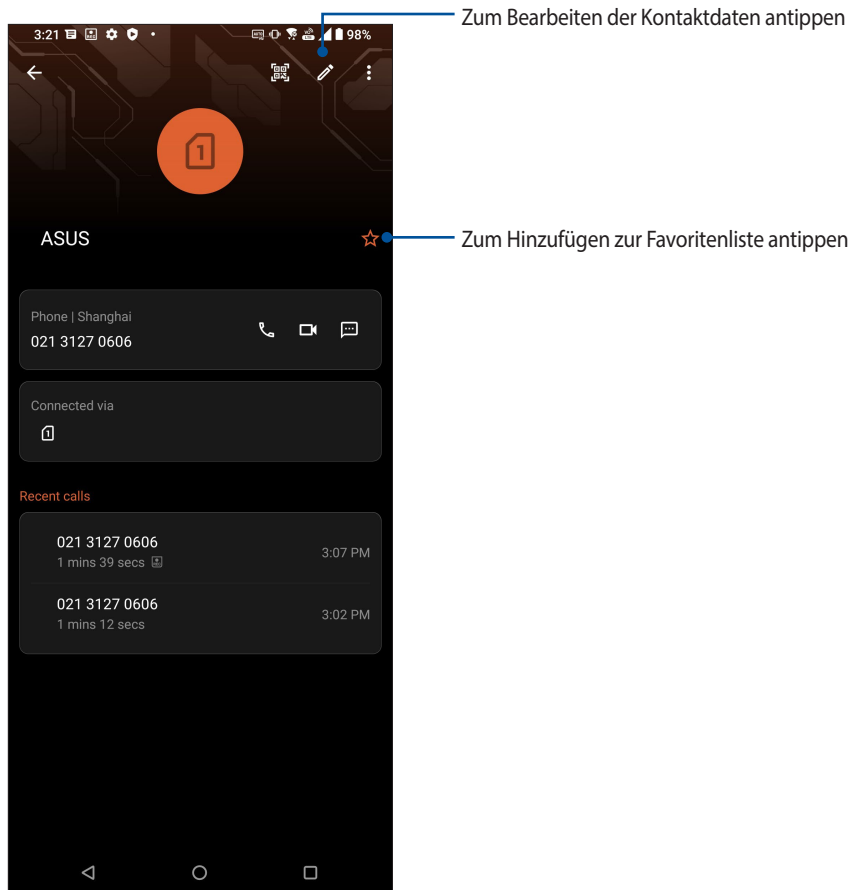 Zum Bearbeiten der Kontaktdaten antippen
3:21
98%
1
ASUS
Zum Hinzufügen zur Favoritenliste antippen
Phone | Shanghai
021 3127 0606
Connected via
1
Recent calls
021 3127 0606
1 mins 39 secs
3:07 PM
021 3127 0606
1 mins 12 secs
3:02 PM